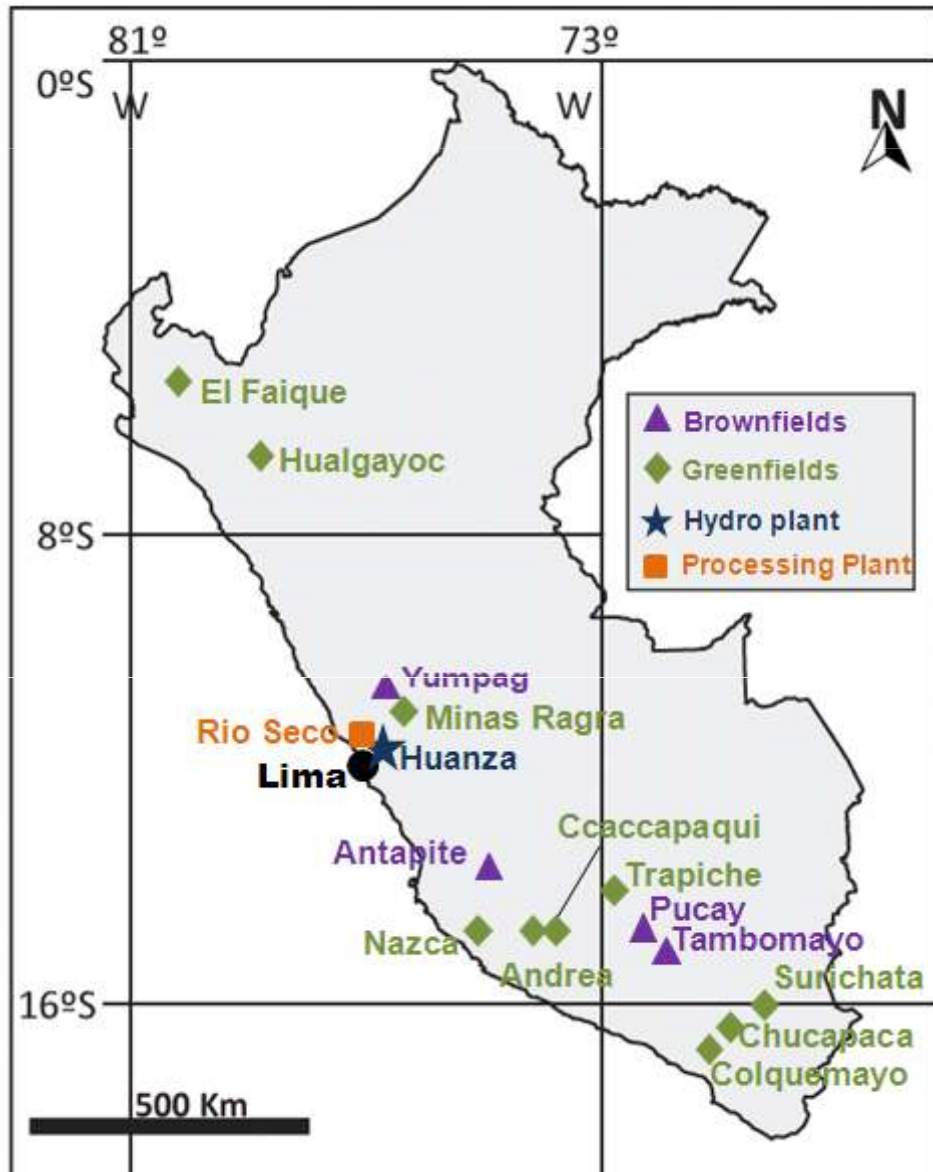 81º
73º
0ºS
W
W
N
El Faique
Hualgayoc
Brownfields
Greenfields
Hydro plant
Processing Plant
8ºS
Yumpag
Minas Ragra
Rio Seco
Huanza
Lima
Ccaccapaqui
Antapite
Trapiche
Pucay
Nazca
Tambomayo
Andrea
Surichata
16ºS
Chucapaca
Colquemayo
500 Km